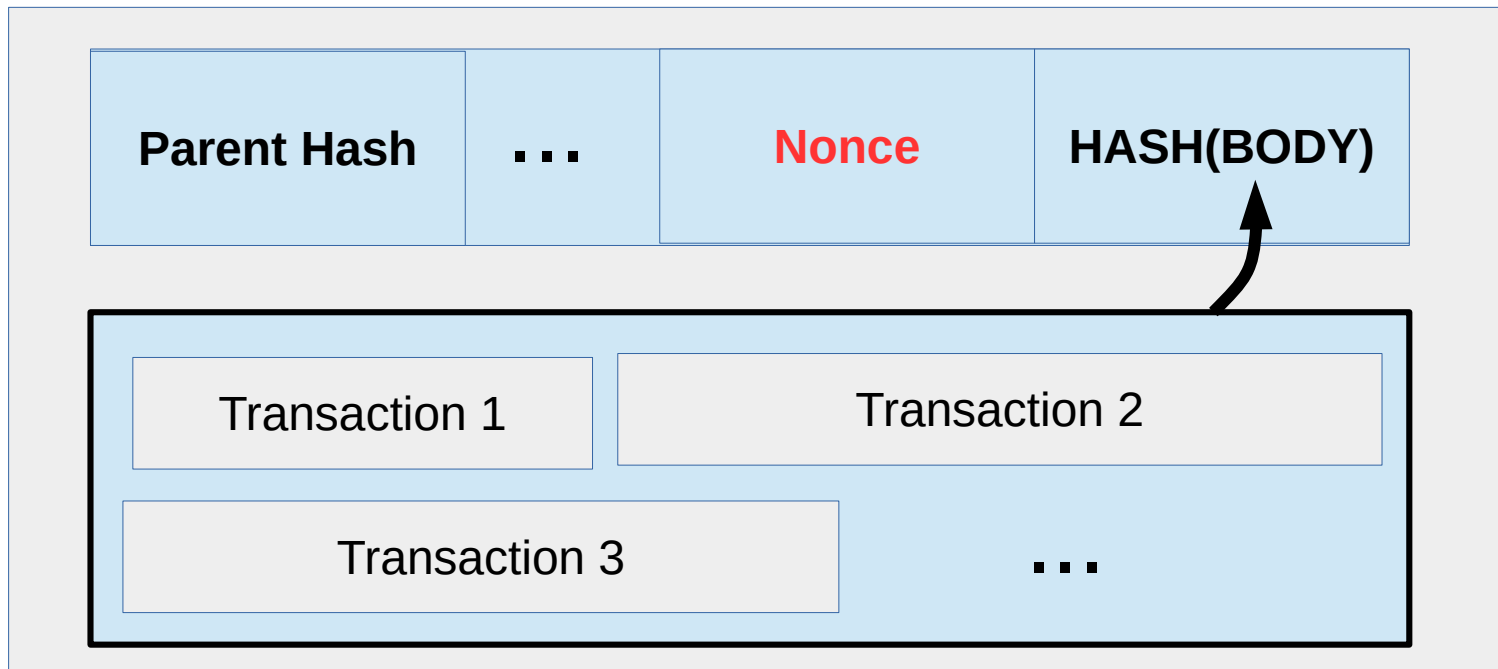 Parent Hash ... Nonce HASH(BODY)
Transaction 1 Transaction 2
Transaction 3 ...